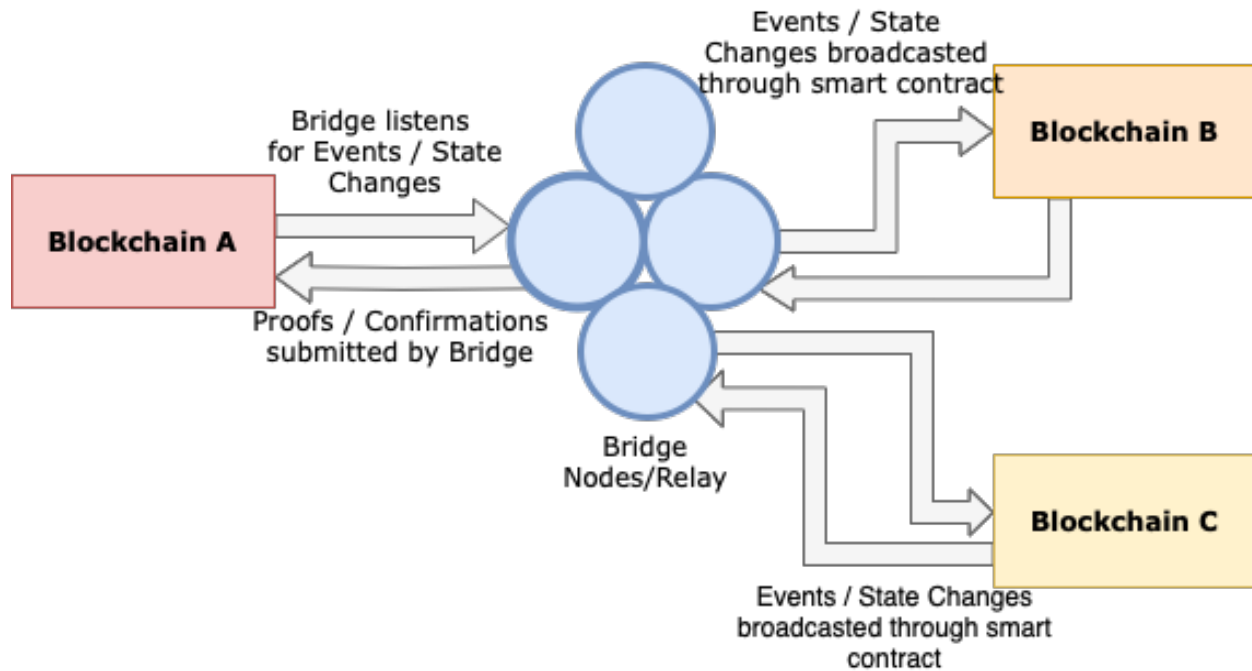 Events / State
Changes broadcasted
through smart contract
Bridge listens
for Events / State
Changes
Blockchain B
Blockchain A
Proofs / Confirmations
submitted by Bridge
Bridge
Nodes/Relay
Blockchain C
Events / State Changes
broadcasted through smart
contract